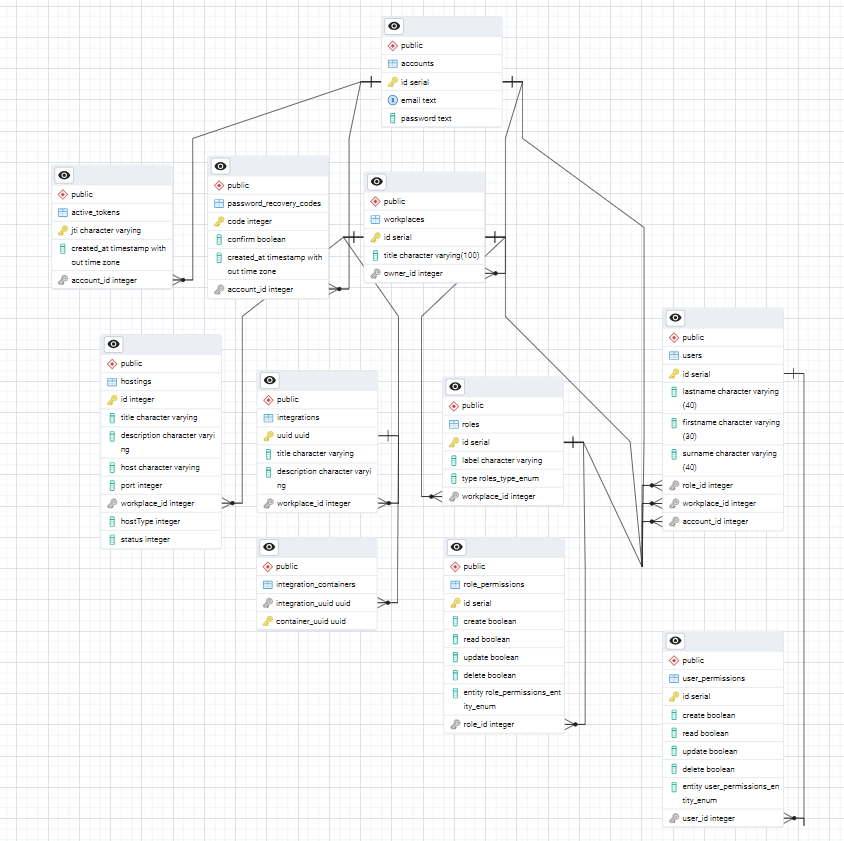 public
accounts
id serial
email text
password text
public
active_tokens
jti character varying
created_at timestamp with
out time zone
account_id integer
public
password_recovery_codes
code integer
confirm boolean
created_at timestamp with
out time zone
account_id integer
public
workplaces
id serial
title character varying(100)
owner_id integer
public
hostings
id integer
title character varying
description character varyi
ng
host character varying
port integer
workplace_id integer
hostType integer
status integer
public
integrations
uuid uuid
title character varying
description character varyi
ng
workplace_id integer
public
roles
id serial
label character varying
type roles_type_enum
workplace_id integer
public
users
id serial
lastname character varying
(40)
firstname character varying
(30)
surname character varying
(40)
role_id integer
workplace_id integer
account_id integer
public
integration_containers
integration_uuid uuid
container_uuid uuid
public
role_permissions
id serial
create boolean
read boolean
update boolean
delete boolean
entity role_permissions_ent
ity_enum
role_id integer
public
user_permissions
id serial
create boolean
read boolean
update boolean
delete boolean
entity user_permissions_en
tity_enum
user_id integer